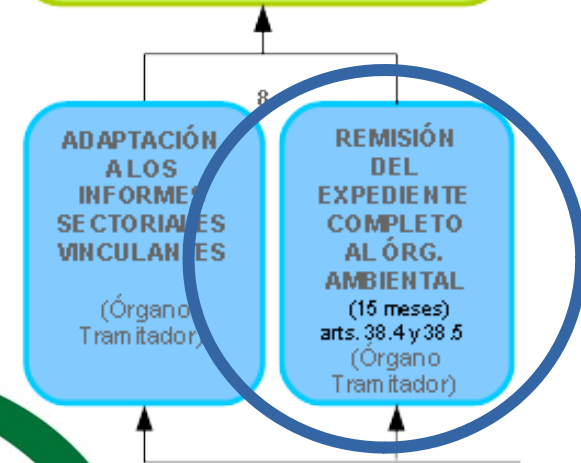 8
ADAPTACIÓN
A LOS
INFORMES
SECTORIALES
VINCULANTES
(Órgano
Tramitador)
REMISIÓN
DEL
EXPEDIENTE
COMPLETO
AL ÓRG.
AMBIENTAL
(15 meses)
arts. 38.4 y 38.5
(Órgano
Tramitador)